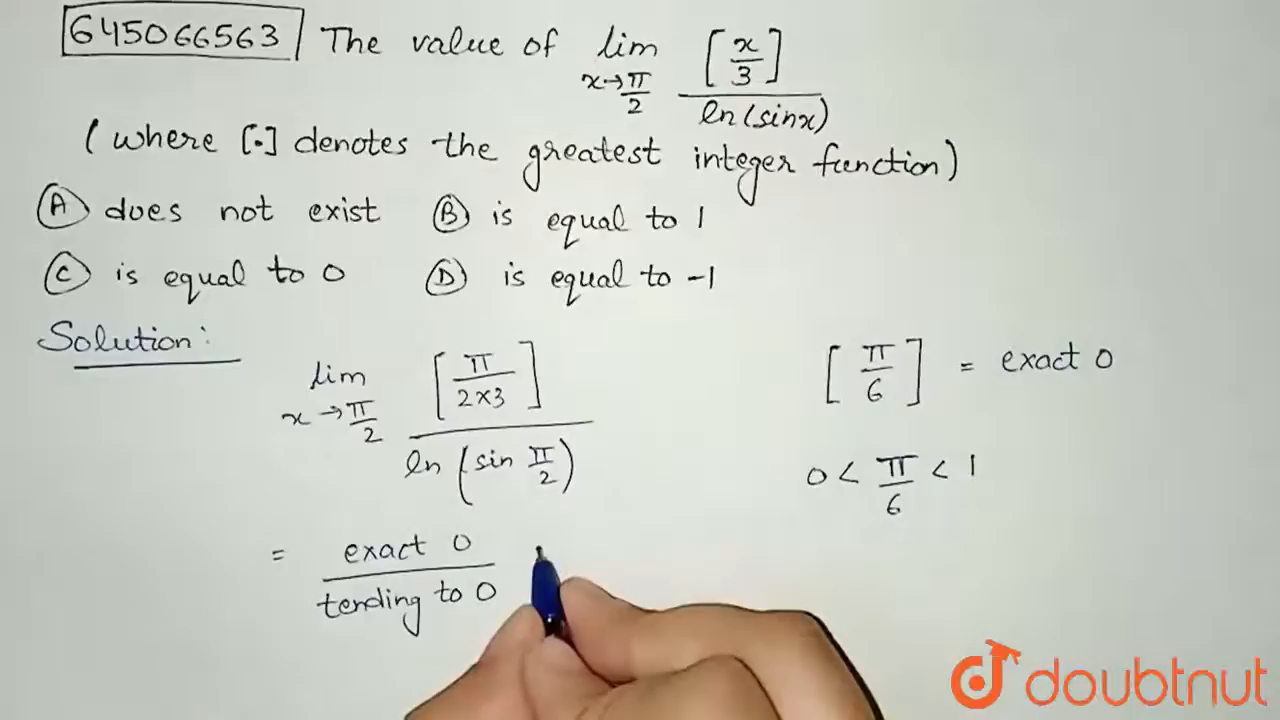 645066563 The value of lim x→π/2 [x/3] / ln(sinx)
(where [.] denotes the greatest integer function)
Ⓐ does not exist Ⓑ is equal to 1
Ⓒ is equal to 0 Ⓓ is equal to -1
Solution:
lim x→π/2 [π/2×3] / ln(sin π/2)
[π/6] = exact 0
0 < π/6 < 1
= exact 0 / tending to 0
doubtnut